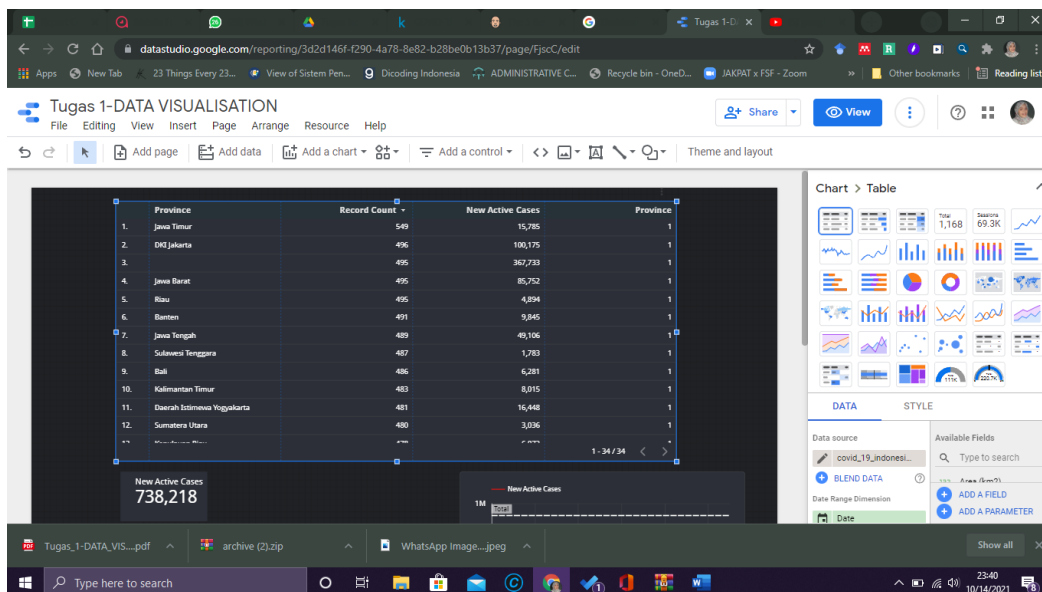 Tugas 1-D
datastudio.google.com/reporting/3d2d146f-f290-4a78-8e82-b28be0b13b37/page/FjscC/edit
Apps New Tab 23 Things Every 23... View of Sistem Pen... Dicoding Indonesia ADMINISTRATIVE C... Recycle bin - OneD... JAKPAT x FSF - Zoom » Other bookmarks Reading list
Tugas 1-DATA VISUALISATION
File Editing View Insert Page Arrange Resource Help
Share View
Add page Add data Add a chart Add a control Theme and layout
Chart > Table
Province Record Count New Active Cases Province
1. Jawa Timur 549 15,785 1
2. DKI Jakarta 496 100,175 1
3. 495 367,733 1
4. Jawa Barat 495 85,752 1
5. Riau 495 4,894 1
6. Banten 491 9,845 1
7. Jawa Tengah 489 49,106 1
8. Sulawesi Tenggara 487 1,783 1
9. Bali 486 6,281 1
10. Kalimantan Timur 483 8,015 1
11. Daerah Istimewa Yogyakarta 481 16,448 1
12. Sumatera Utara 480 3,036 1
1 - 34 / 34 < >
New Active Cases
738,218
New Active Cases
1M Total
Total
1,168
Sessions
69.3K
DATA STYLE
Data source
covid_19_indonesi...
BLEND DATA
Date Range Dimension
Date
Available Fields
Type to search
ADD A FIELD
ADD A PARAMETER
Tugas_1-DATA_VIS....pdf archive (2).zip WhatsApp Image....jpeg Show all
Type here to search
23:40
10/14/2021